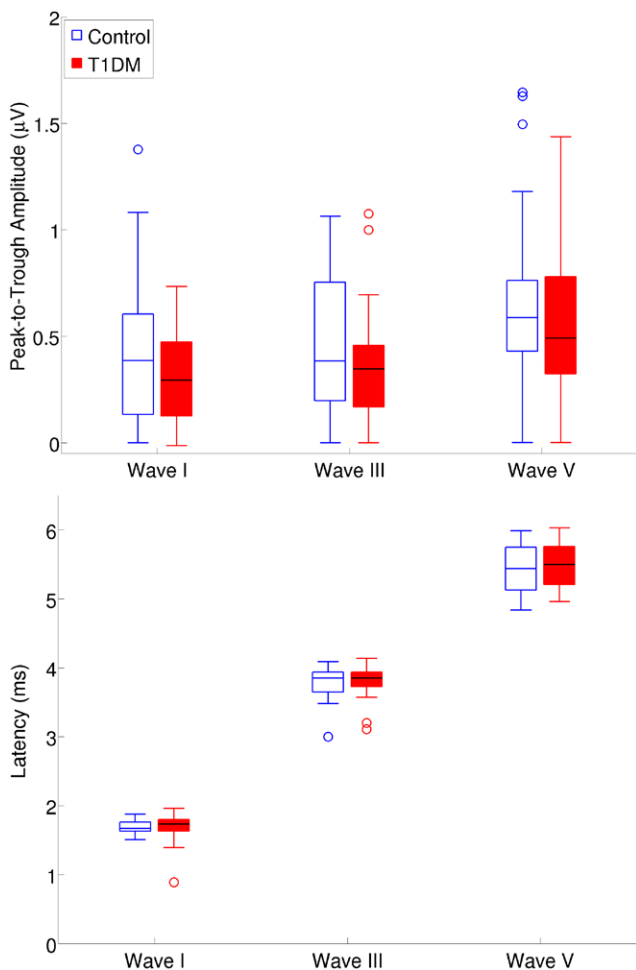 Control
T1DM
Peak-to-Trough Amplitude (µV)
2
1.5
1
0.5
0
Wave I Wave III Wave V
Latency (ms)
6
5
4
3
2
1
0
Wave I Wave III Wave V